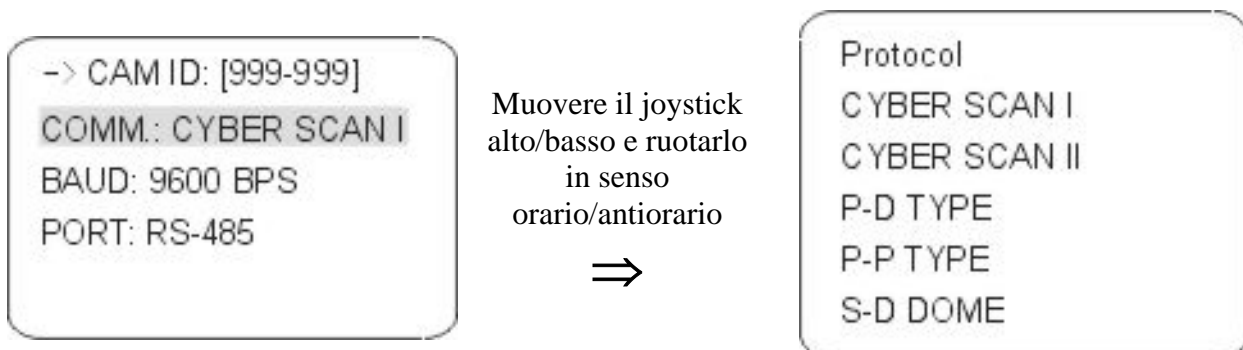 -> CAM ID: [999-999]
COMM.: CYBER SCAN I
BAUD: 9600 BPS
PORT: RS-485
Muovere il joystick
alto/basso e ruotarlo
in senso
orario/antiorario
⇒
Protocol
CYBER SCAN I
CYBER SCAN II
P-D TYPE
P-P TYPE
S-D DOME